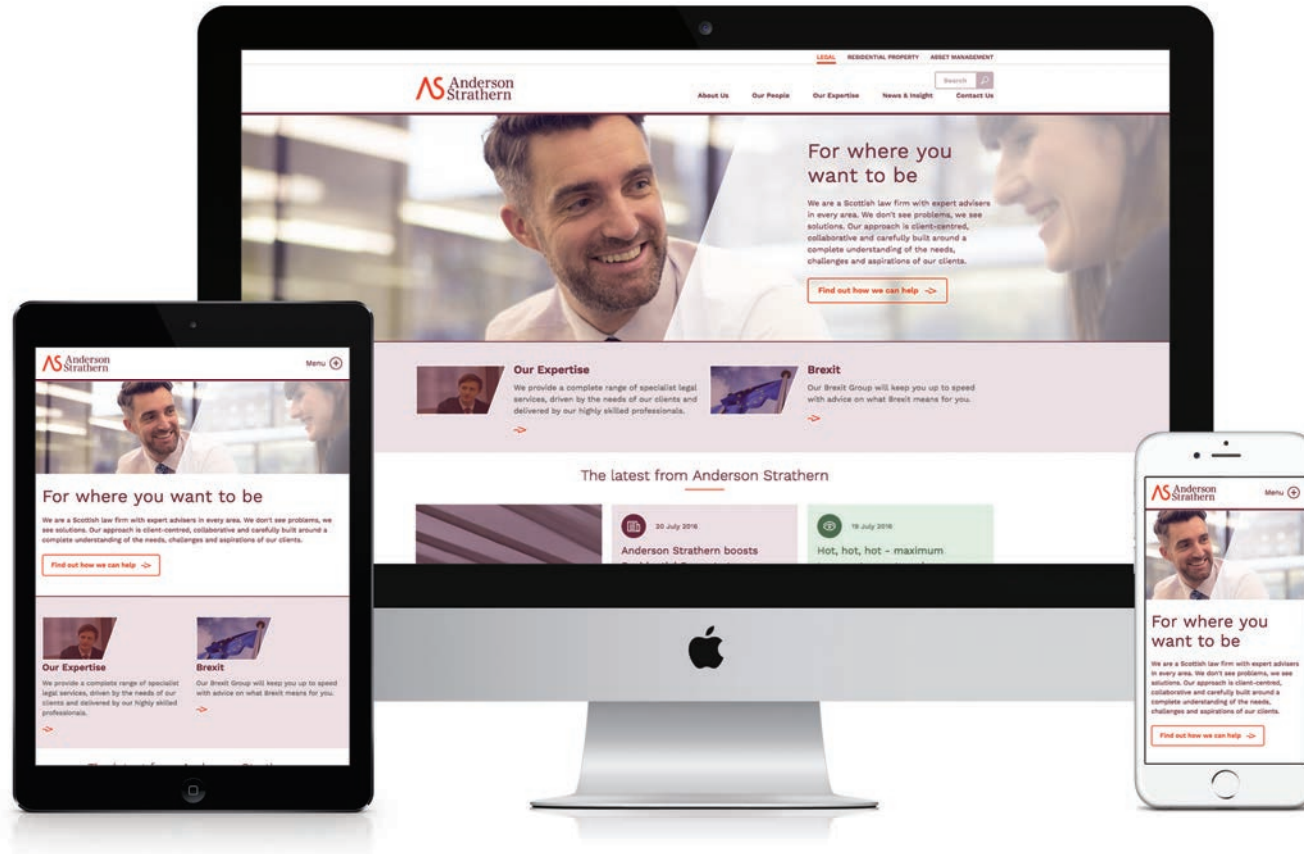 LEGAL RESIDENTIAL PROPERTY ASSET MANAGEMENT
AS Anderson
Strathern
Search
About Us Our People Our Expertise News & Insight Contact Us
For where you
want to be
We are a Scottish law firm with expert advisers
in every area. We don't see problems, we see
solutions. Our approach is client-centred,
collaborative and carefully built around a
complete understanding of the needs,
challenges and aspirations of our clients.
Find out how we can help
Our Expertise
We provide a complete range of specialist legal
services, driven by the needs of our clients and
delivered by our highly skilled professionals.
Brexit
Our Brexit Group will keep you up to speed
with advice on what Brexit means for you.
The latest from Anderson Strathern
20 July 2016
Anderson Strathern boosts
19 July 2016
Hot, hot, hot - maximum
AS Anderson
Strathern
Menu
For where you want to be
We are a Scottish law firm with expert advisers in every area. We don't see problems, we
see solutions. Our approach is client-centred, collaborative and carefully built around a
complete understanding of the needs, challenges and aspirations of our clients.
Find out how we can help
Our Expertise
We provide a complete range of specialist
legal services, driven by the needs of our
clients and delivered by our highly skilled
professionals.
Brexit
Our Brexit Group will keep you up to speed
with advice on what Brexit means for you.
AS Anderson
Strathern
Menu
For where you
want to be
We are a Scottish law firm with expert advisers
in every area. We don't see problems, we see
solutions. Our approach is client-centred,
collaborative and carefully built around a
complete understanding of the needs,
challenges and aspirations of our clients.
Find out how we can help